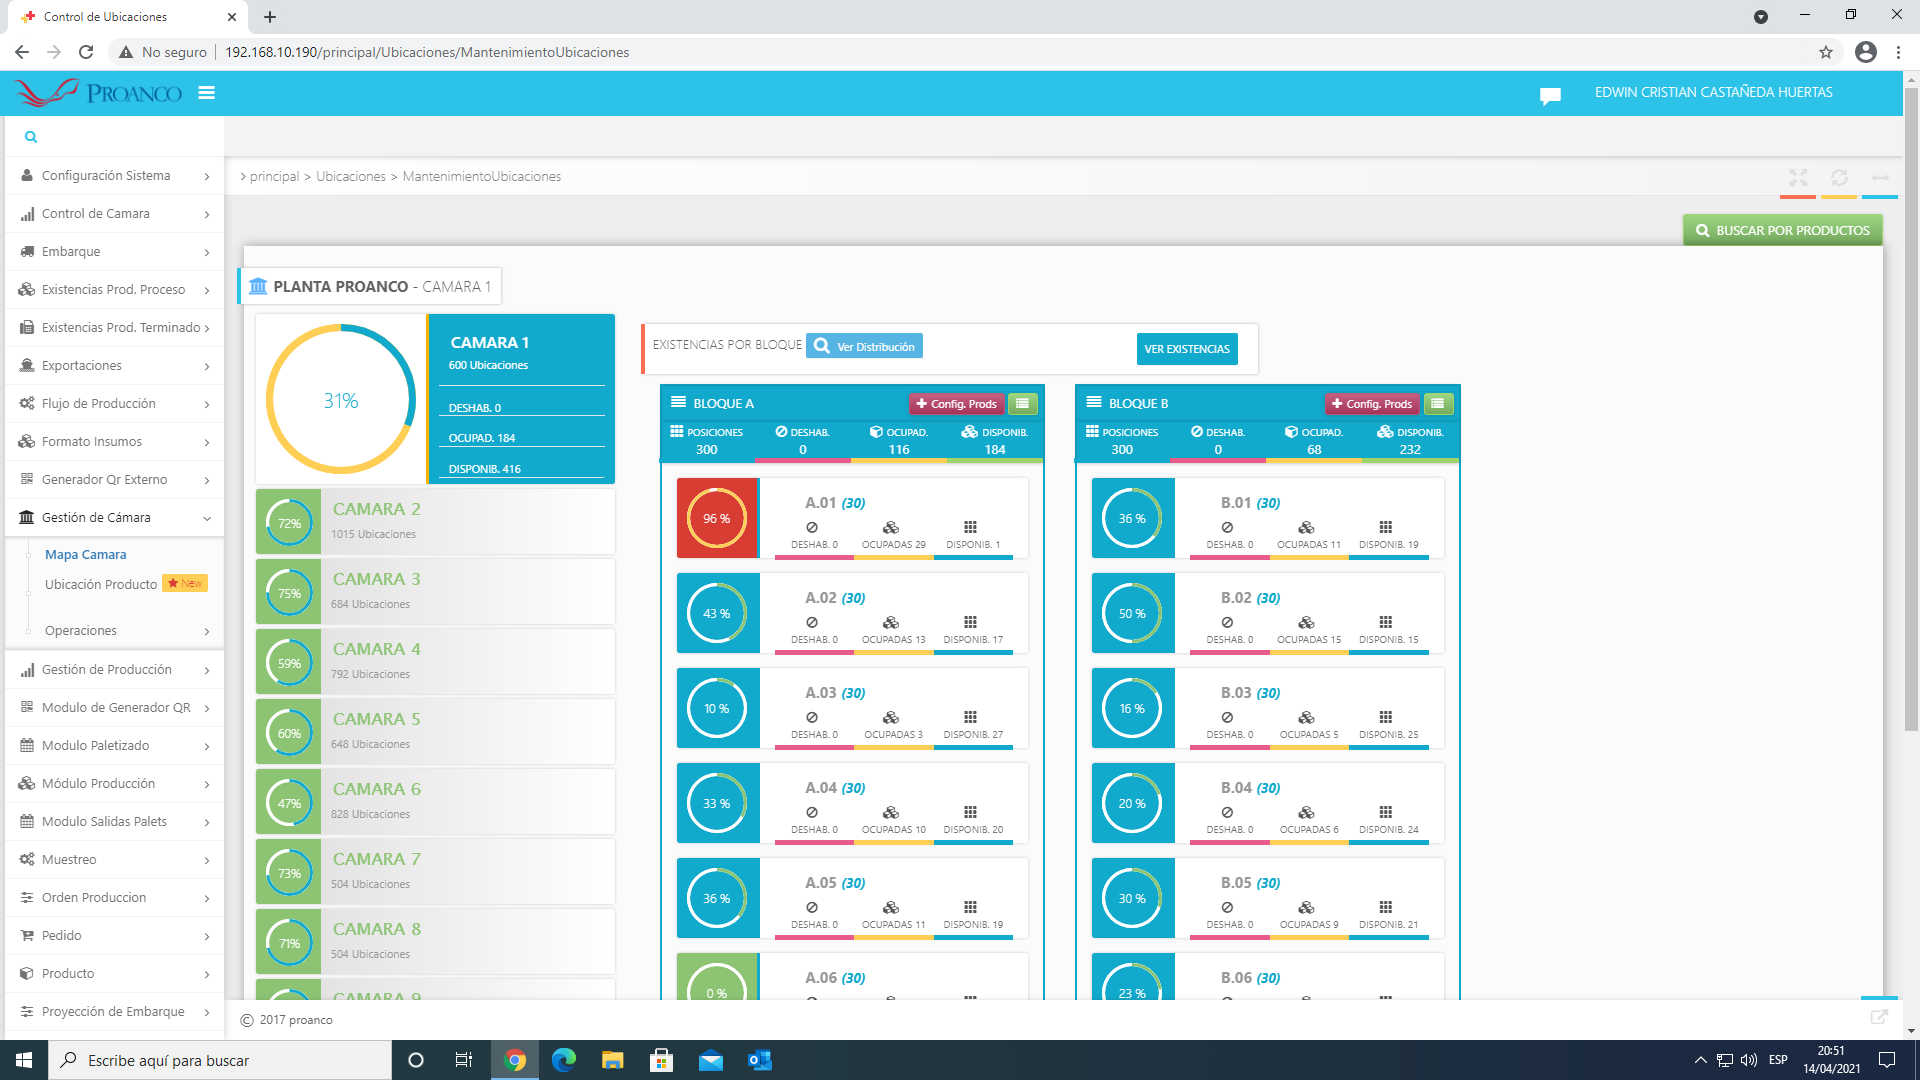 Control de Ubicaciones
No seguro
192.168.10.190/principal/Ubicaciones/MantenimientoUbicaciones
PROANCO
EDWIN CRISTIAN CASTAÑEDA HUERTAS
Configuración Sistema
Control de Camara
Embarque
Existencias Prod. Proceso
Existencias Prod. Terminado
Exportaciones
Flujo de Producción
Formato Insumos
Generador Qr Externo
Gestión de Cámara
Mapa Camara
Ubicación Producto New
Operaciones
Gestión de Producción
Modulo de Generador QR
Modulo Paletizado
Módulo Producción
Modulo Salidas Palets
Muestreo
Orden Produccion
Pedido
Producto
Proyección de Embarque
> principal > Ubicaciones > MantenimientoUbicaciones
BUSCAR POR PRODUCTOS
PLANTA PROANCO - CAMARA 1
31%
CAMARA 1
600 Ubicaciones
DESHAB. 0
OCUPAD. 184
DISPONIB. 416
72%
CAMARA 2
1015 Ubicaciones
75%
CAMARA 3
684 Ubicaciones
59%
CAMARA 4
792 Ubicaciones
60%
CAMARA 5
648 Ubicaciones
47%
CAMARA 6
828 Ubicaciones
73%
CAMARA 7
504 Ubicaciones
71%
CAMARA 8
504 Ubicaciones
CAMARA 9
EXISTENCIAS POR BLOQUE
Ver Distribución
VER EXISTENCIAS
BLOQUE A
Config. Prods
POSICIONES DESHAB. OCUPAD. DISPONIB.
300 0 116 184
96 %
A.01 (30)
DESHAB. 0 OCUPADAS 29 DISPONIB. 1
43 %
A.02 (30)
DESHAB. 0 OCUPADAS 13 DISPONIB. 17
10 %
A.03 (30)
DESHAB. 0 OCUPADAS 3 DISPONIB. 27
33 %
A.04 (30)
DESHAB. 0 OCUPADAS 10 DISPONIB. 20
36 %
A.05 (30)
DESHAB. 0 OCUPADAS 11 DISPONIB. 19
0 %
A.06 (30)
BLOQUE B
Config. Prods
POSICIONES DESHAB. OCUPAD. DISPONIB.
300 0 68 232
36 %
B.01 (30)
DESHAB. 0 OCUPADAS 11 DISPONIB. 19
50 %
B.02 (30)
DESHAB. 0 OCUPADAS 15 DISPONIB. 15
16 %
B.03 (30)
DESHAB. 0 OCUPADAS 5 DISPONIB. 25
20 %
B.04 (30)
DESHAB. 0 OCUPADAS 6 DISPONIB. 24
30 %
B.05 (30)
DESHAB. 0 OCUPADAS 9 DISPONIB. 21
23 %
B.06 (30)
© 2017 proanco
Escribe aquí para buscar
ESP
20:51
14/04/2021